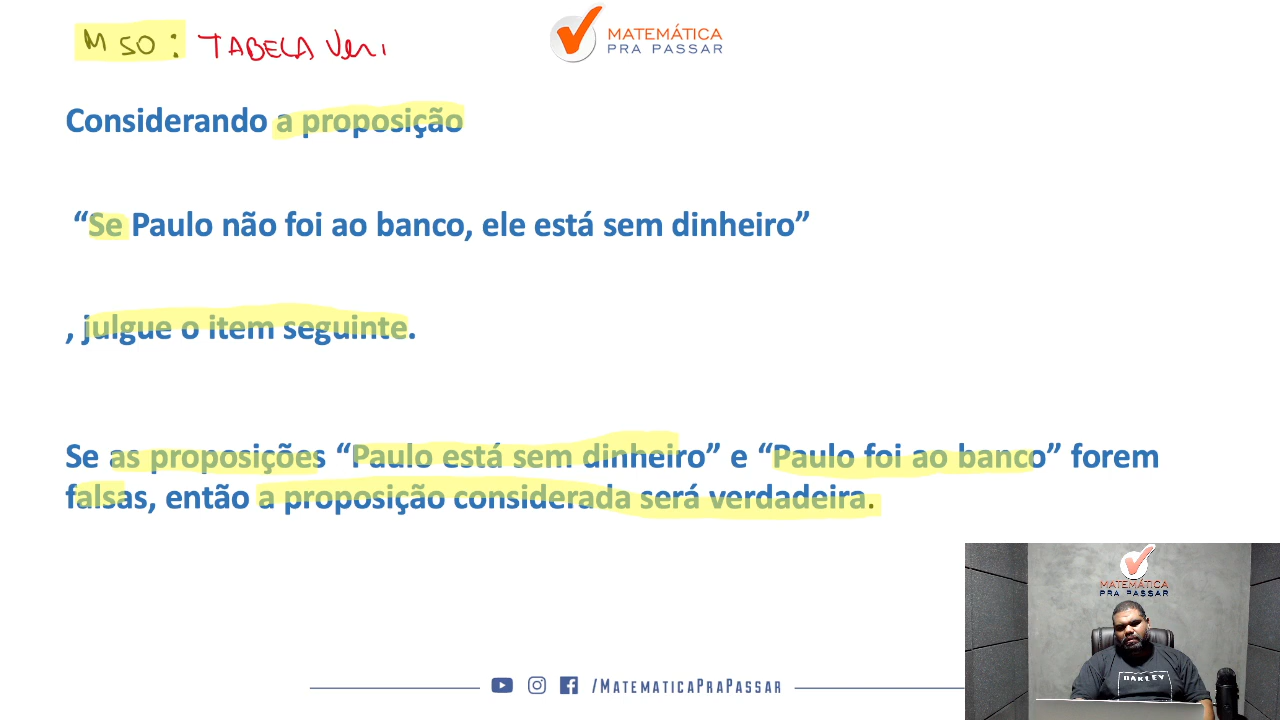 M 50: TABELA
MATEMÁTICA
PRA PASSAR
Considerando a proposição
“Se Paulo não foi ao banco, ele está sem dinheiro”
, julgue o item seguinte.
Se as proposições “Paulo está sem dinheiro” e “Paulo foi ao banco” forem
falsas, então a proposição considerada será verdadeira.
MATEMÁTICA
PRA PASSAR
OAKLEY
/MATEMATICAPRAPASSAR